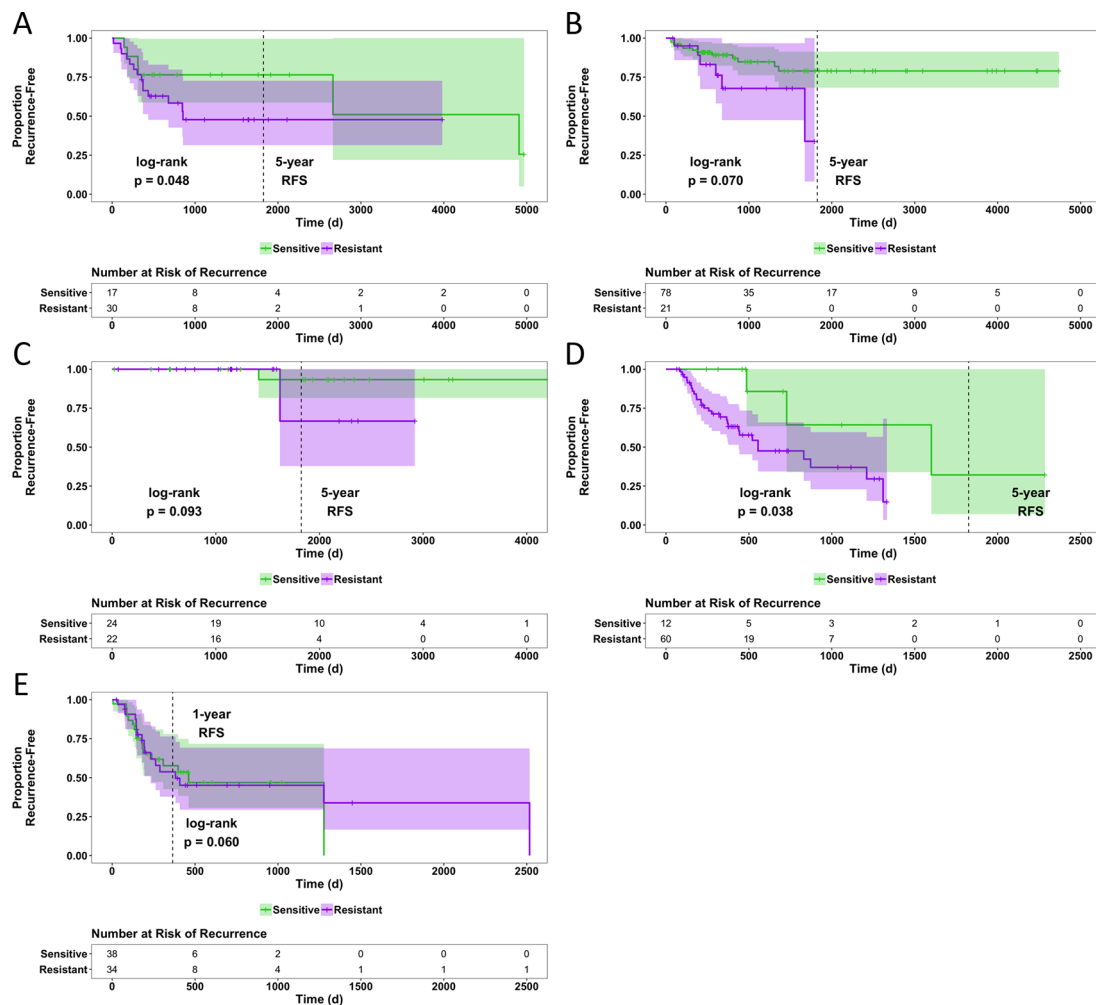 A
Proportion
Recurrence-Free
1.00
0.75
0.50
0.25
0.00
log-rank
p = 0.048
5-year
RFS
0 1000 2000 3000 4000 5000
Time (d)
Sensitive Resistant
Number at Risk of Recurrence
Sensitive 17 8 4 2 2 0
Resistant 30 8 2 1 0 0
0 1000 2000 3000 4000 5000
Time (d)
B
Proportion
Recurrence-Free
1.00
0.75
0.50
0.25
0.00
log-rank
p = 0.070
5-year
RFS
0 1000 2000 3000 4000 5000
Time (d)
Sensitive Resistant
Number at Risk of Recurrence
Sensitive 78 35 17 9 5 0
Resistant 21 5 0 0 0 0
0 1000 2000 3000 4000 5000
Time (d)
C
Proportion
Recurrence-Free
1.00
0.75
0.50
0.25
0.00
log-rank
p = 0.093
5-year
RFS
0 1000 2000 3000 4000
Time (d)
Sensitive Resistant
Number at Risk of Recurrence
Sensitive 24 19 10 4 1
Resistant 22 16 4 0 0
0 1000 2000 3000 4000
Time (d)
D
Proportion
Recurrence-Free
1.00
0.75
0.50
0.25
0.00
log-rank
p = 0.038
5-year
RFS
0 500 1000 1500 2000 2500
Time (d)
Sensitive Resistant
Number at Risk of Recurrence
Sensitive 12 5 3 2 1 0
Resistant 60 19 7 0 0 0
0 500 1000 1500 2000 2500
Time (d)
E
Proportion
Recurrence-Free
1.00
0.75
0.50
0.25
0.00
1-year
RFS
log-rank
p = 0.060
0 500 1000 1500 2000 2500
Time (d)
Sensitive Resistant
Number at Risk of Recurrence
Sensitive 38 6 2 0 0 0
Resistant 34 8 4 1 1 1
0 500 1000 1500 2000 2500
Time (d)